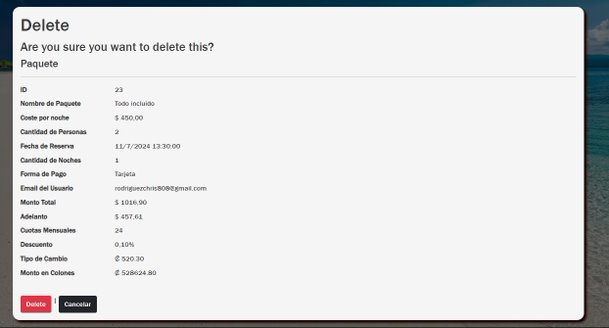 Delete
Are you sure you want to delete this?
Paquete
ID 23
Nombre de Paquete Todo incluido
Coste por noche $ 450,00
Cantidad de Personas 2
Fecha de Reserva 11/7/2024 13:30:00
Cantidad de Noches 1
Forma de Pago Tarjeta
Email del Usuario rodriguezchris808@gmail.com
Monto Total $ 1016.90
Adelanto $ 457,61
Cuotas Mensuales 24
Descuento 0,10%
Tipo de Cambio ₡ 520.30
Monto en Colones ₡ 528624.80
Delete | Cancelar